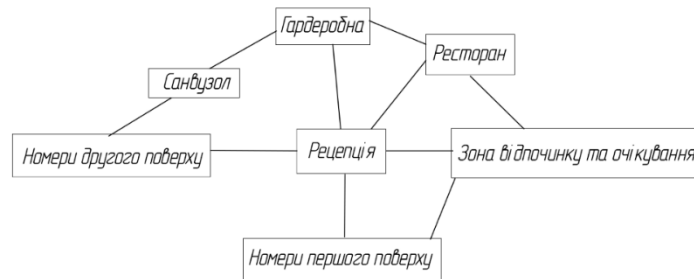 Гардеробна
Ресторан
Санвузол
Номери другого поверху
Рецепція
Зона відпочинку та очікування
Номери першого поверху